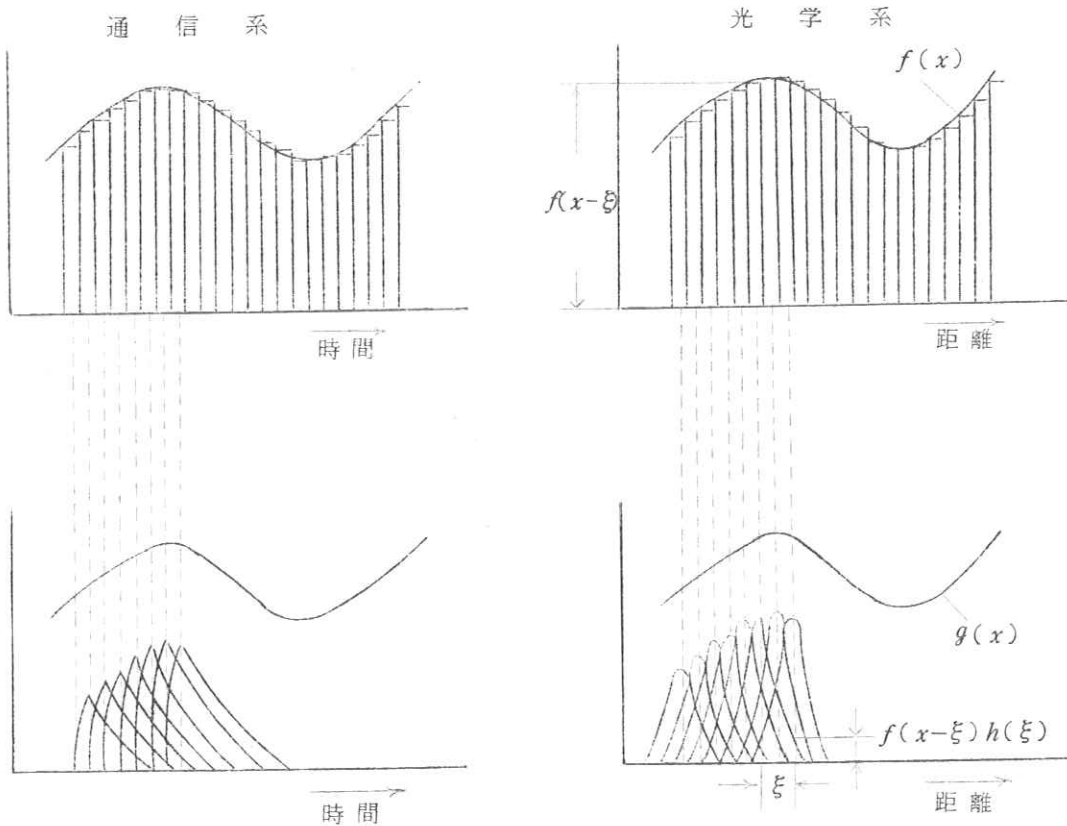 通信系
時間
時間
光学系
f(x)
f(x-ξ)
距離
g(x)
f(x-ξ)h(ξ)
ξ
距離